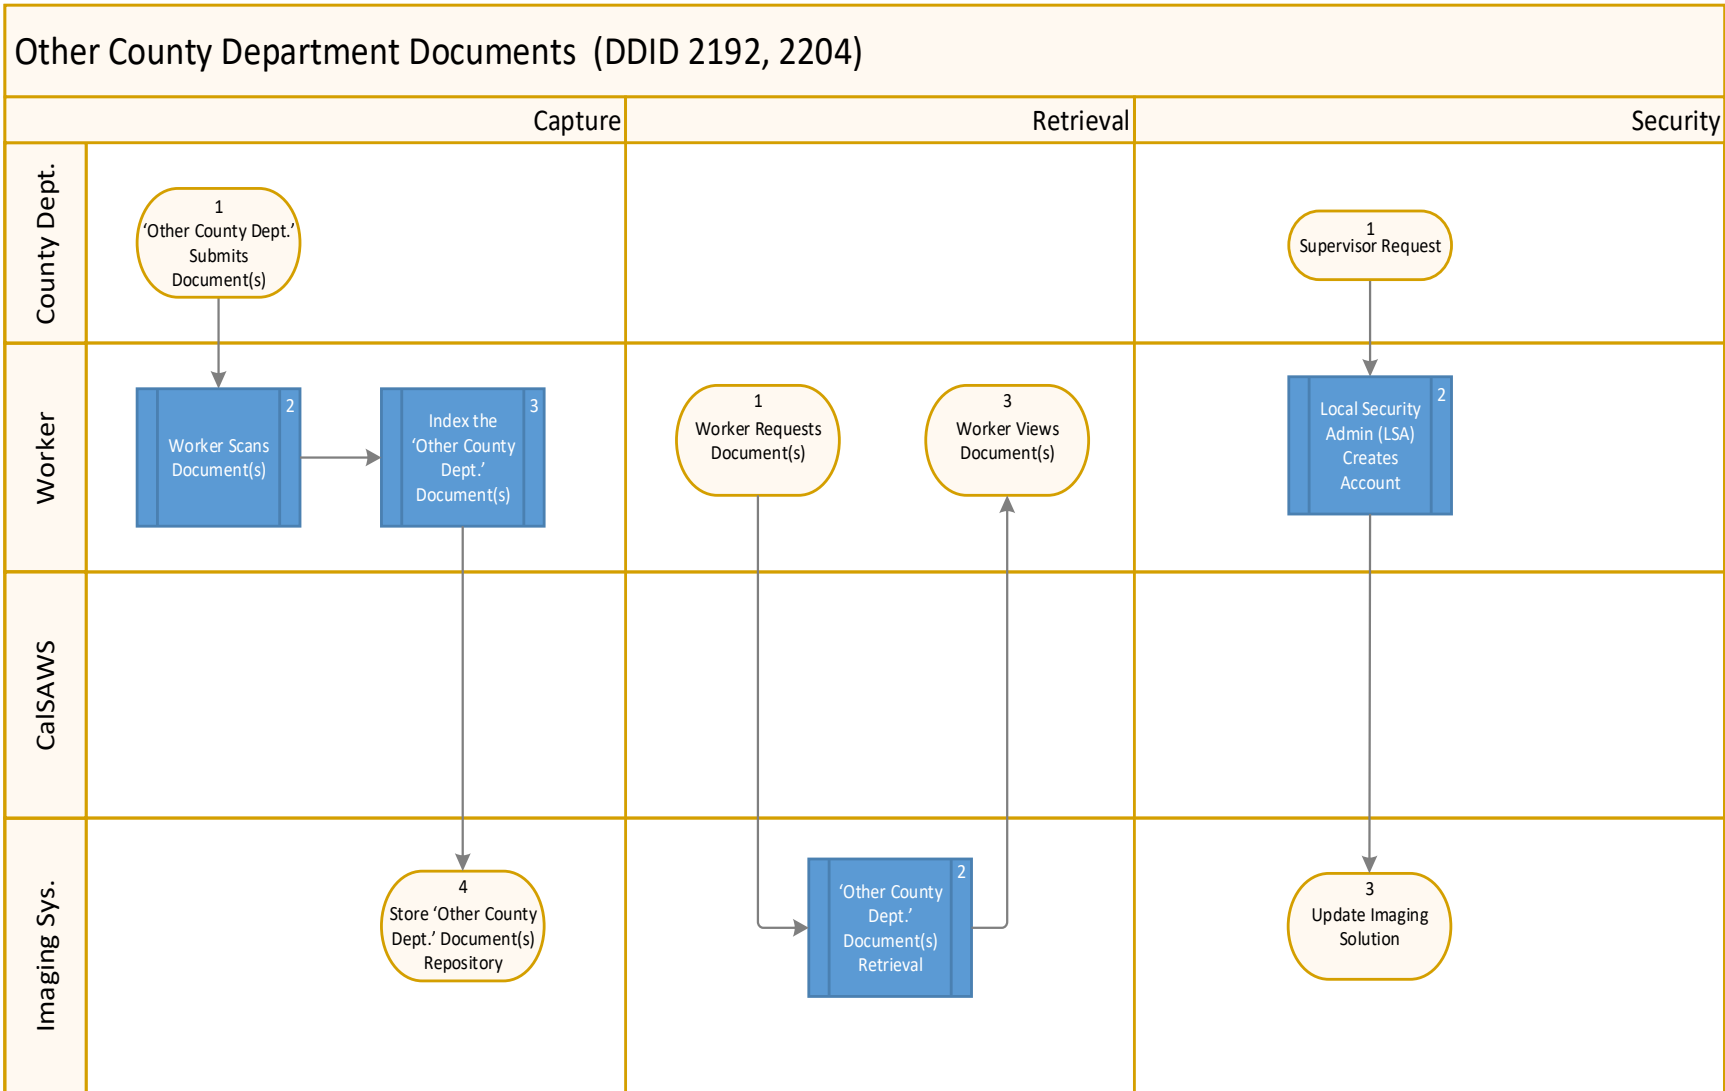 Other County Department Documents  (DDID 2192, 2204)
Capture
Retrieval
Security
County Dept.
1
‘Other County Dept.’
Submits
Document(s)
1
Supervisor Request
Worker
2
Worker Scans
Document(s)
3
Index the
‘Other County
Dept.’
Document(s)
1
Worker Requests
Document(s)
3
Worker Views
Document(s)
2
Local Security
Admin (LSA)
Creates
Account
CalSAWS
Imaging Sys.
4
Store ‘Other County
Dept.’ Document(s)
Repository
2
‘Other County
Dept.’
Document(s)
Retrieval
3
Update Imaging
Solution